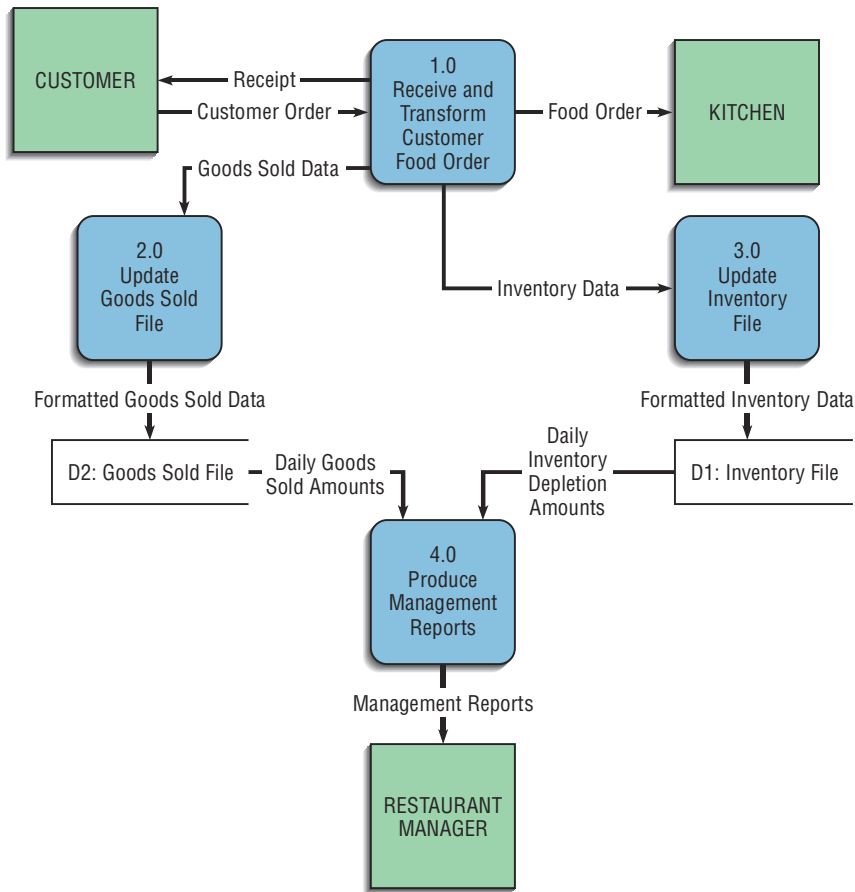 CUSTOMER
Receipt
Customer Order
1.0
Receive and
Transform
Customer
Food Order
Food Order
KITCHEN
Goods Sold Data
2.0
Update
Goods Sold
File
Inventory Data
3.0
Update
Inventory
File
Formatted Goods Sold Data
Formatted Inventory Data
D2: Goods Sold File
Daily Goods
Sold Amounts
Daily
Inventory
Depletion
Amounts
D1: Inventory File
4.0
Produce
Management
Reports
Management Reports
RESTAURANT
MANAGER